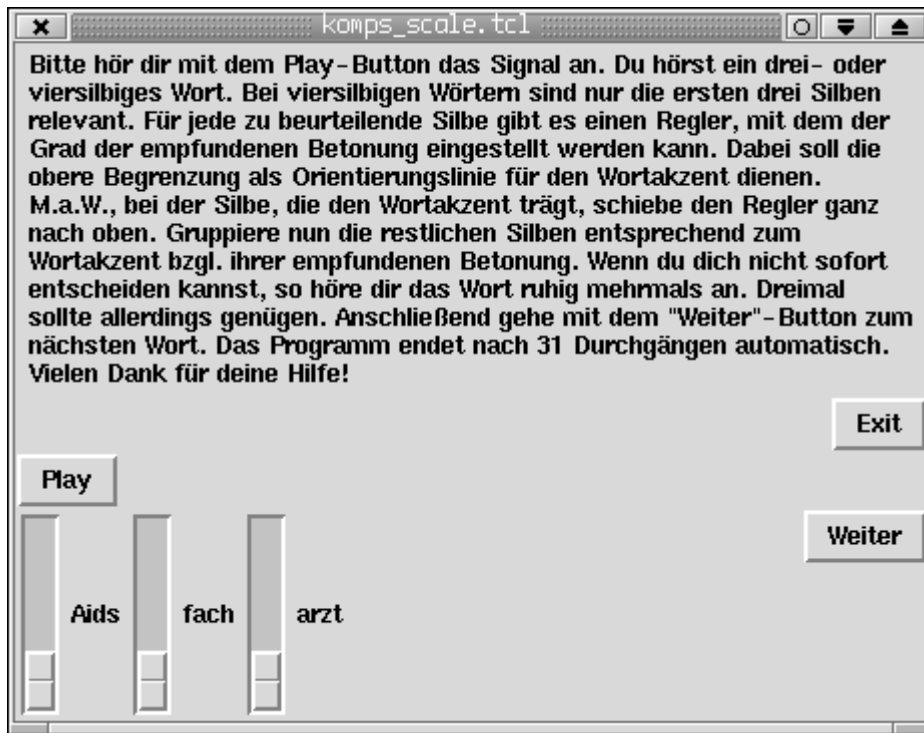 komps_scale.tcl
Bitte hör dir mit dem Play-Button das Signal an. Du hörst ein drei- oder
viersilbiges Wort. Bei viersilbigen Wörtern sind nur die ersten drei Silben
relevant. Für jede zu beurteilende Silbe gibt es einen Regler, mit dem der
Grad der empfundenen Betonung eingestellt werden kann. Dabei soll die
obere Begrenzung als Orientierungslinie für den Wortakzent dienen.
M.a.W., bei der Silbe, die den Wortakzent trägt, schiebe den Regler ganz
nach oben. Gruppiere nun die restlichen Silben entsprechend zum
Wortakzent bzgl. ihrer empfundenen Betonung. Wenn du dich nicht sofort
entscheiden kannst, so höre dir das Wort ruhig mehrmals an. Dreimal
sollte allerdings genügen. Anschließend gehe mit dem "Weiter"-Button zum
nächsten Wort. Das Programm endet nach 31 Durchgängen automatisch.
Vielen Dank für deine Hilfe!
Exit
Play
Weiter
Aids fach arzt